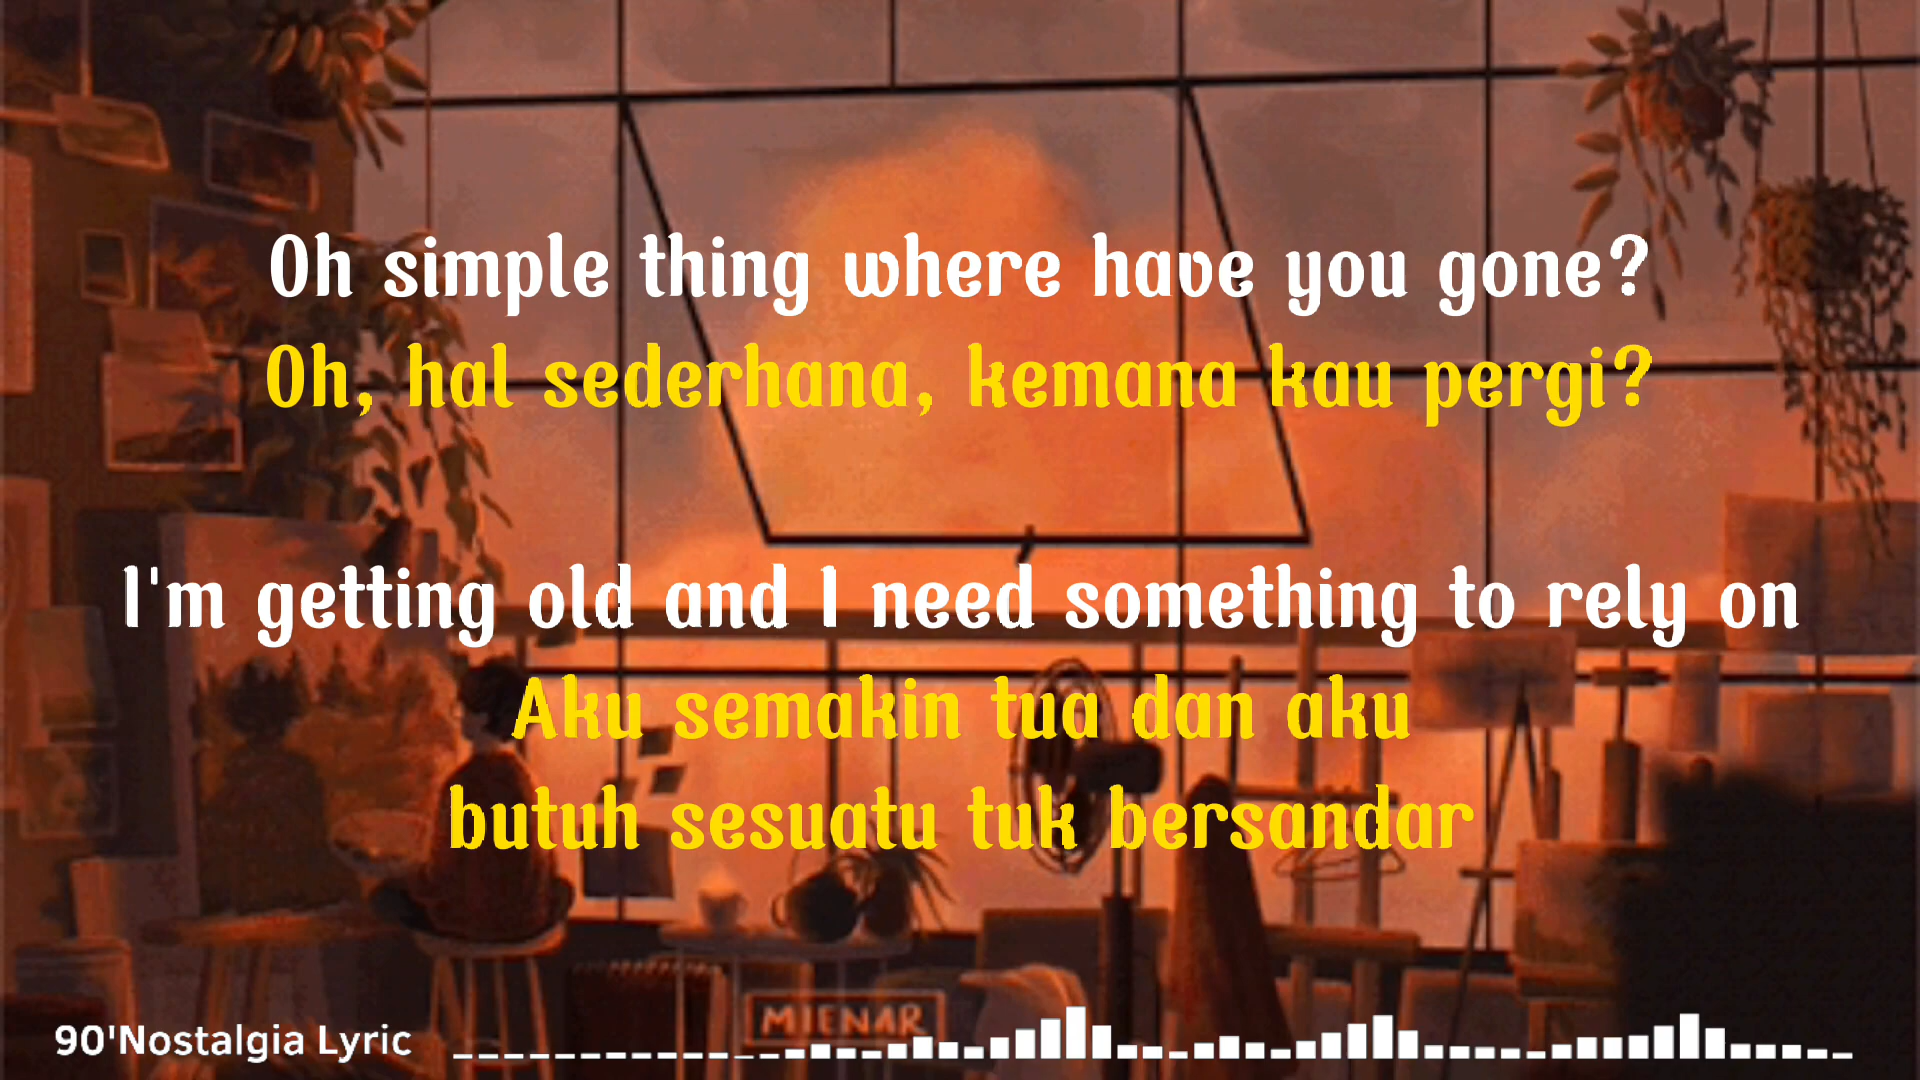 Oh simple thing where have you gone?
Oh, hal sederhana, kemana kau pergi?
I'm getting old and I need something to rely on
Aku semakin tua dan aku
butuh sesuatu tuk bersandar
MIENAR
90'Nostalgia Lyric